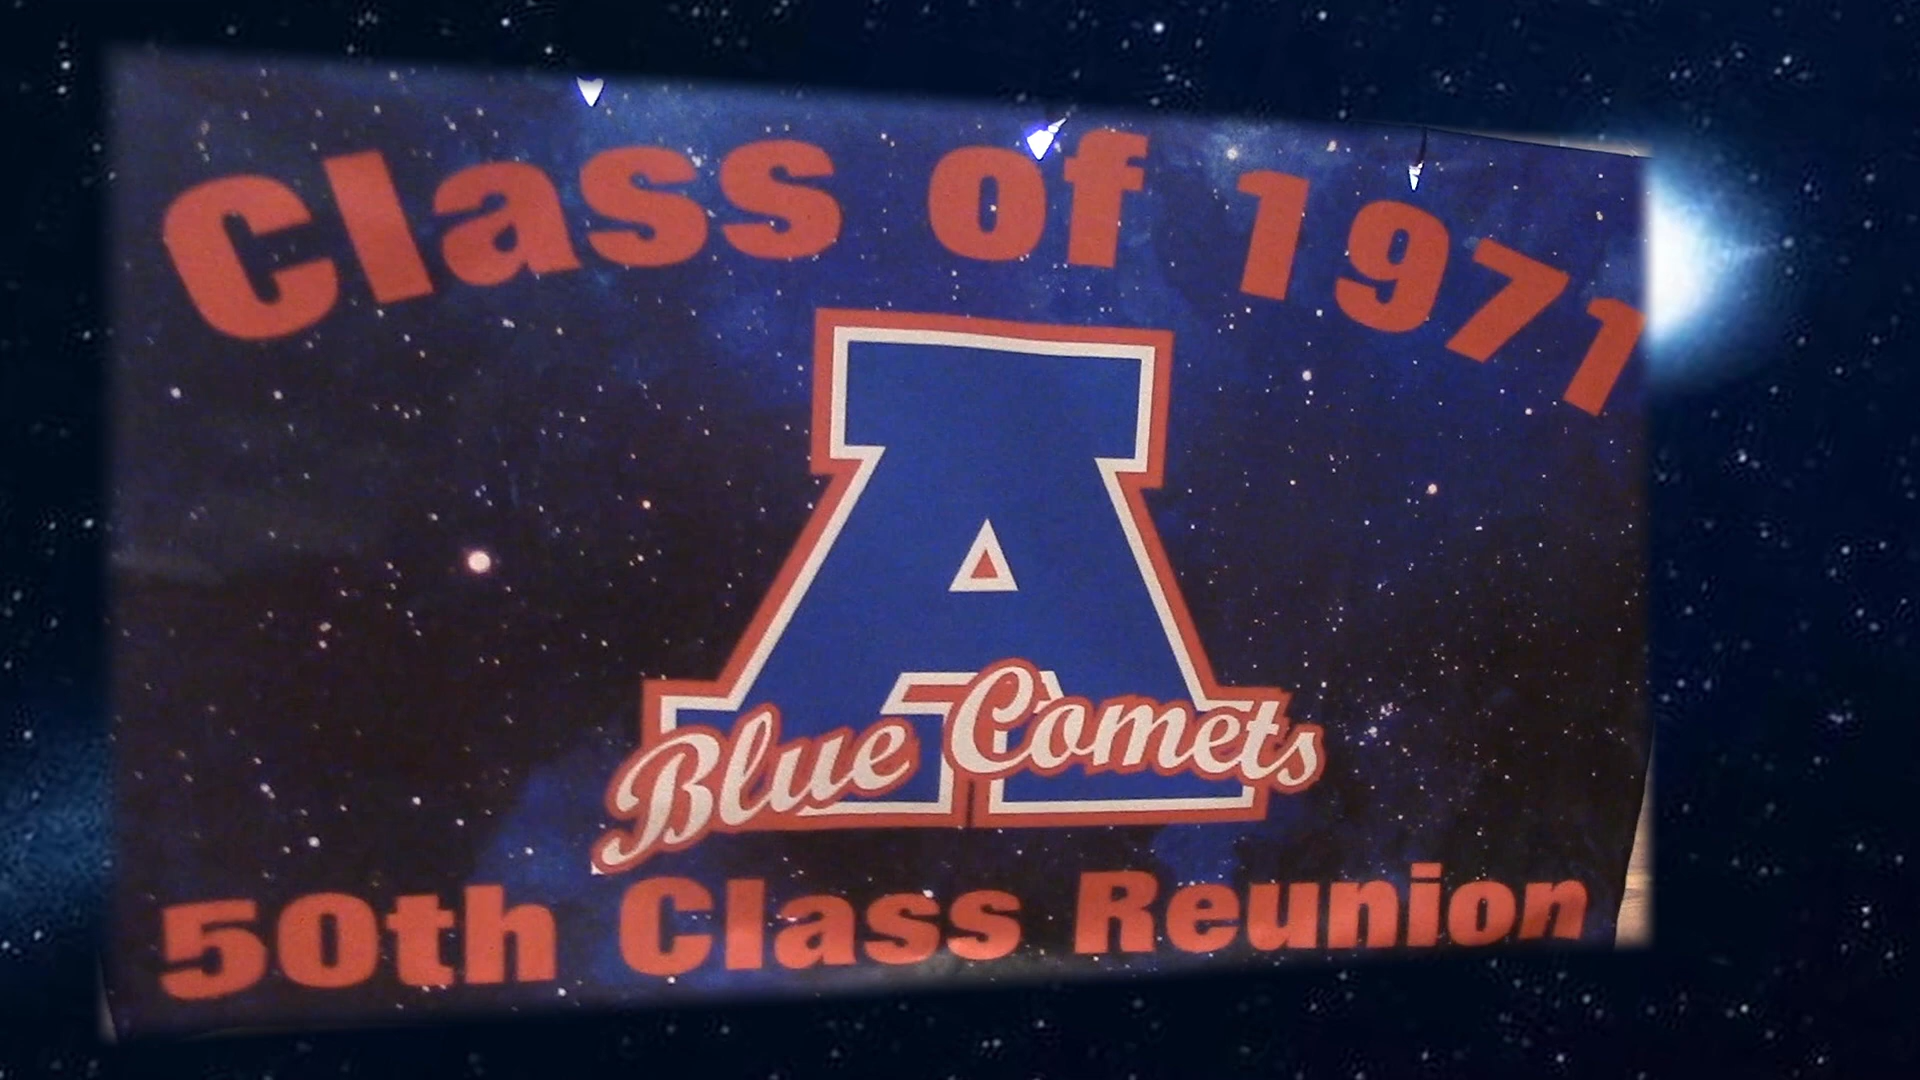 Class of 1971
A
Blue Comets
50th Class Reunion